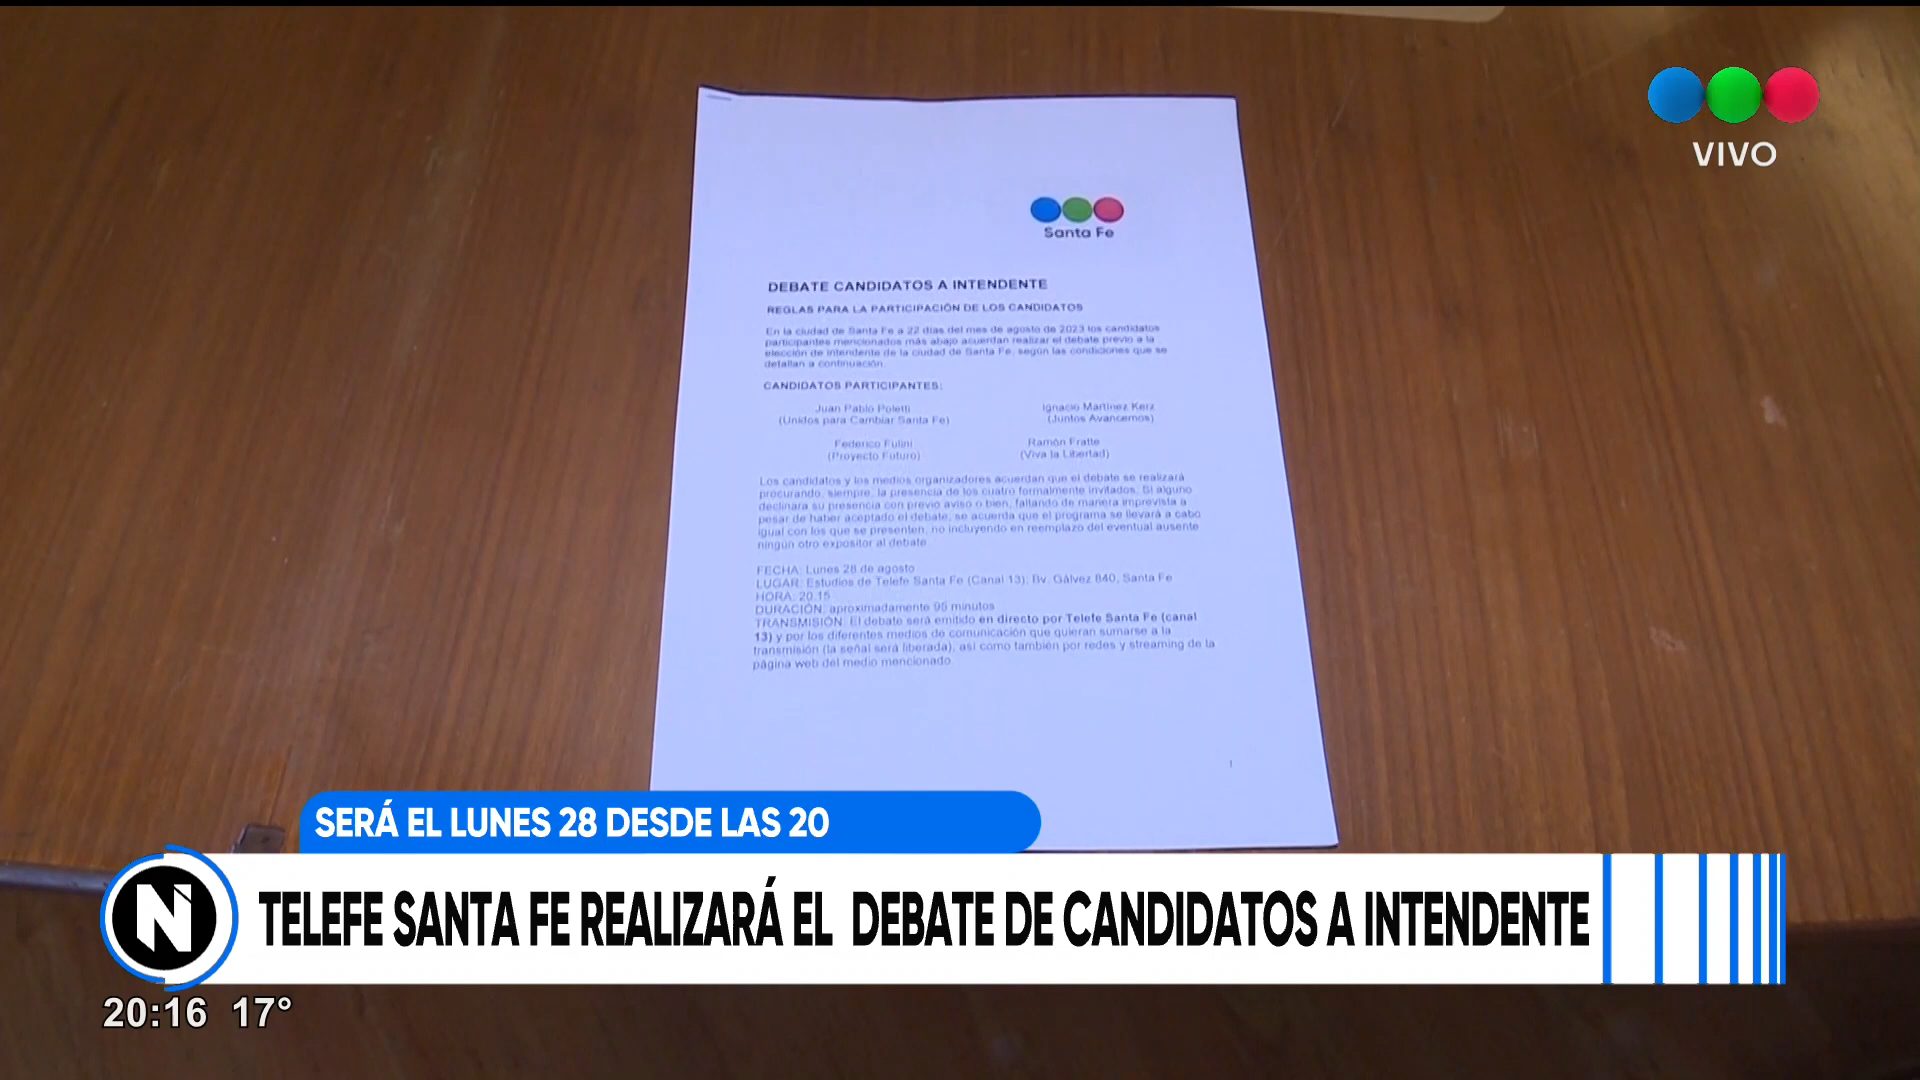 VIVO
Santa Fe
DEBATE CANDIDATOS A INTENDENTE
REGLAS PARA LA PARTICIPACIÓN DE LOS CANDIDATOS
En la ciudad de Santa Fe a 22 días del mes de agosto de 2023 los candidatos
participantes mencionados más abajo acuerdan realizar el debate previo a la
elección de intendente de la ciudad de Santa Fe, según las condiciones que se
detallan a continuación.
CANDIDATOS PARTICIPANTES:
Juan Pablo Poletti Ignacio Martínez Kerz
(Unidos para Cambiar Santa Fe) (Juntos Avancemos)
Federico Fulini Ramón Fratte
(Proyecto Futuro) (Viva la Libertad)
Los candidatos y los medios organizadores acuerdan que el debate se realizará
procurando, siempre, la presencia de los cuatro formalmente invitados. Si alguno
declinara su presencia con previo aviso o bien, faltando de manera imprevista a
pesar de haber aceptado el debate, se acuerda que el programa se llevará a cabo
igual con los que se presenten, no incluyendo en reemplazo del eventual ausente
ningún otro expositor al debate.
FECHA: Lunes 28 de agosto
LUGAR: Estudios de Telefe Santa Fe (Canal 13); Bv. Gálvez 840, Santa Fe
HORA: 20.15
DURACIÓN: aproximadamente 95 minutos
TRANSMISIÓN: El debate será emitido en directo por Telefe Santa Fe (canal
13) y por los diferentes medios de comunicación que quieran sumarse a la
transmisión (la señal será liberada), así como también por redes y streaming de la
página web del medio mencionado.
1
SERÁ EL LUNES 28 DESDE LAS 20
N TELEFE SANTA FE REALIZARÁ EL DEBATE DE CANDIDATOS A INTENDENTE
20:16 17°